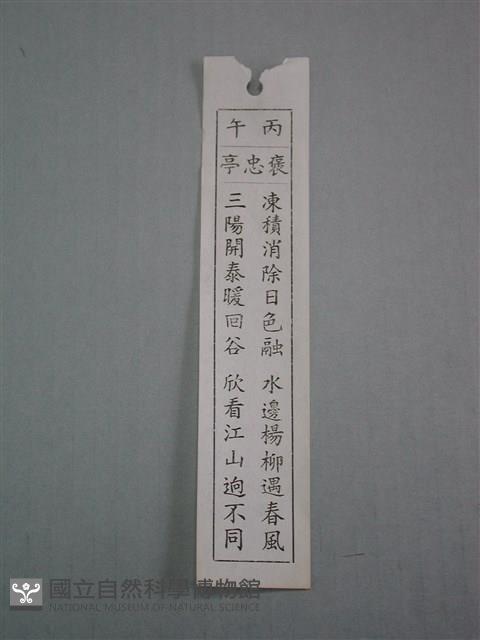 丙午
褒忠亭
凍積消除日色融 水邊楊柳遇春風
三陽開泰暖回谷 欣看江山逈不同
國立自然科學博物館
NATIONAL MUSEUM OF NATURAL SCIENCE